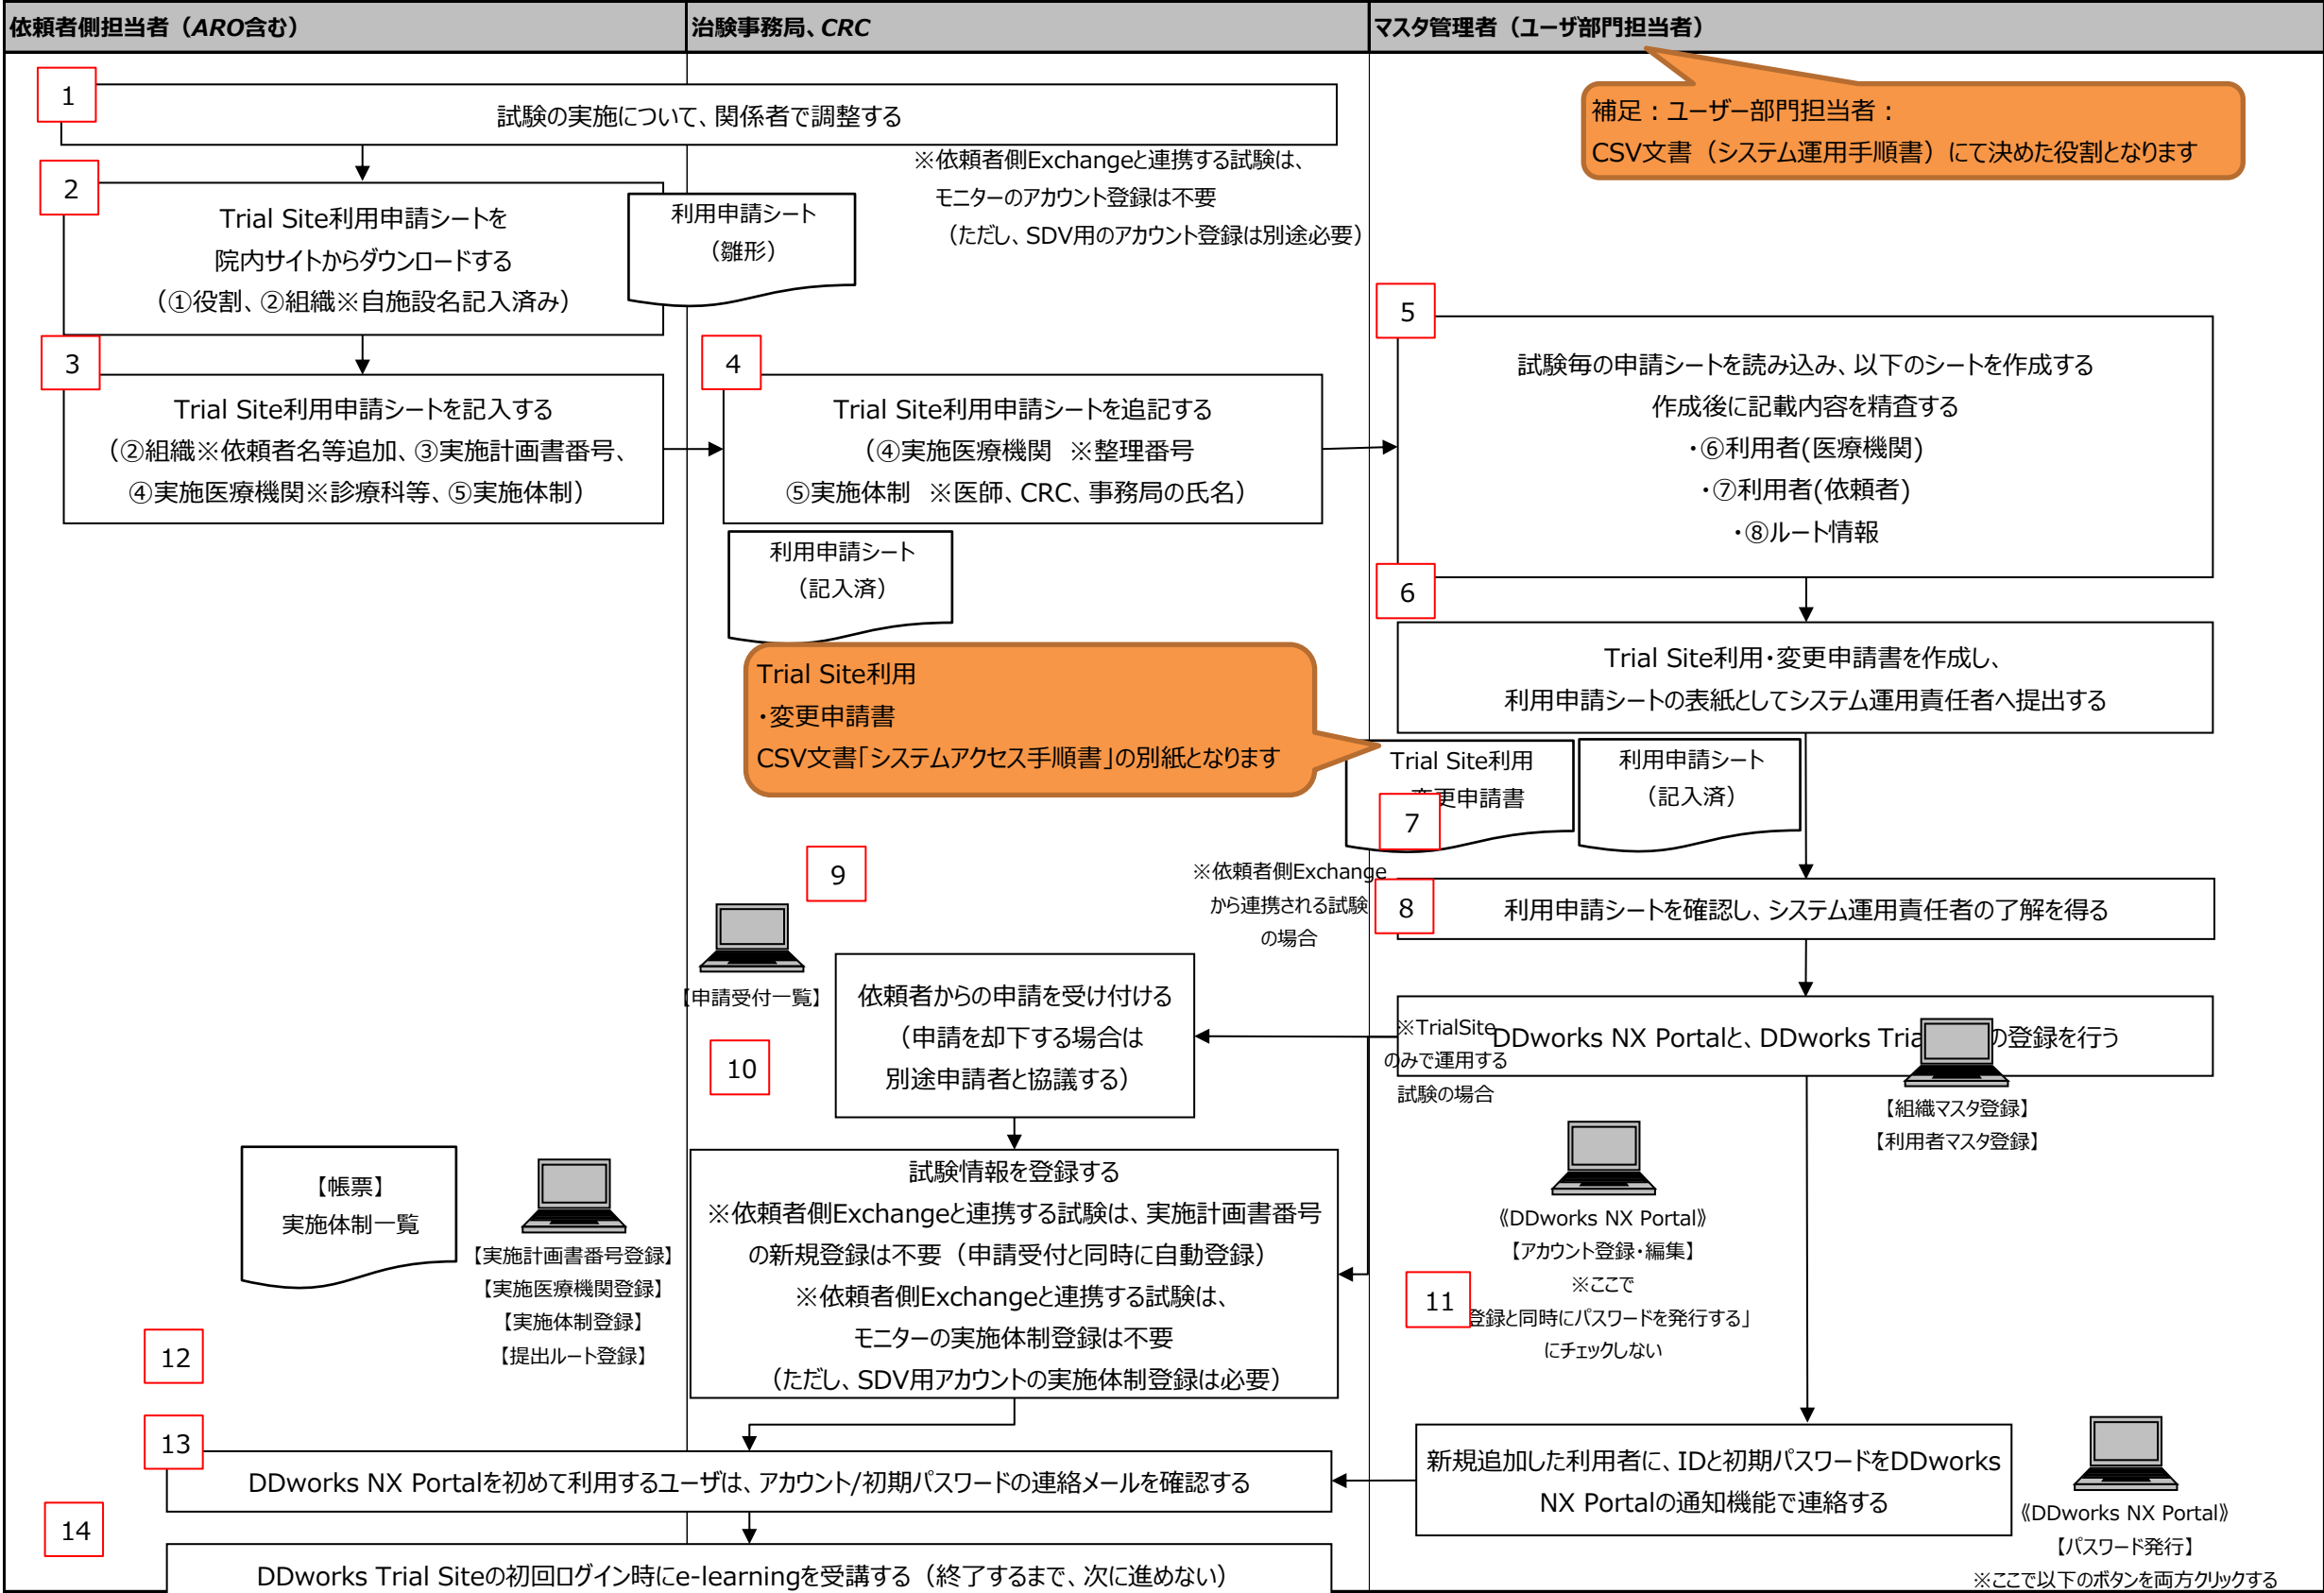 依頼者側担当者（ARO含む）
治験事務局、CRC
マスタ管理者（ユーザ部門担当者）
補足：ユーザー部門担当者：
CSV文書（システム運用手順書）にて決めた役割となります
1
試験の実施について、関係者で調整する
※依頼者側Exchangeと連携する試験は、
モニターのアカウント登録は不要
（ただし、SDV用のアカウント登録は別途必要）
2
Trial Site利用申請シートを
院内サイトからダウンロードする
（①役割、②組織※自施設名記入済み）
利用申請シート
（雛形）
3
Trial Site利用申請シートを記入する
（②組織※依頼者名等追加、③実施計画書番号、
④実施医療機関※診療科等、⑤実施体制）
4
Trial Site利用申請シートを追記する
（④実施医療機関　※整理番号
⑤実施体制　※医師、CRC、事務局の氏名）
利用申請シート
（記入済）
5
試験毎の申請シートを読み込み、以下のシートを作成する
作成後に記載内容を精査する
・⑥利用者(医療機関)
・⑦利用者(依頼者)
・⑧ルート情報
6
Trial Site利用・変更申請書を作成し、
利用申請シートの表紙としてシステム運用責任者へ提出する
Trial Site利用
・変更申請書
CSV文書「システムアクセス手順書」の別紙となります
Trial Site利用
変更申請書
利用申請シート
（記入済）
7
8
利用申請シートを確認し、システム運用責任者の了解を得る
9
※依頼者側Exchange
から連携される試験
の場合
【申請受付一覧】
依頼者からの申請を受け付ける
（申請を却下する場合は
別途申請者と協議する）
10
※TrialSite
のみで運用する
試験の場合
DDworks NX Portalと、DDworks Tria
の登録を行う
【組織マスタ登録】
【利用者マスタ登録】
【帳票】
実施体制一覧
【実施計画書番号登録】
【実施医療機関登録】
【実施体制登録】
【提出ルート登録】
試験情報を登録する
※依頼者側Exchangeと連携する試験は、実施計画書番号
の新規登録は不要（申請受付と同時に自動登録）
※依頼者側Exchangeと連携する試験は、
モニターの実施体制登録は不要
（ただし、SDV用アカウントの実施体制登録は必要）
《DDworks NX Portal》
【アカウント登録・編集】
※ここで
登録と同時にパスワードを発行する」
にチェックしない
11
12
13
DDworks NX Portalを初めて利用するユーザは、アカウント/初期パスワードの連絡メールを確認する
新規追加した利用者に、IDと初期パスワードをDDworks
NX Portalの通知機能で連絡する
《DDworks NX Portal》
【パスワード発行】
※ここで以下のボタンを両方クリックする
14
DDworks Trial Siteの初回ログイン時にe-learningを受講する（終了するまで、次に進めない）